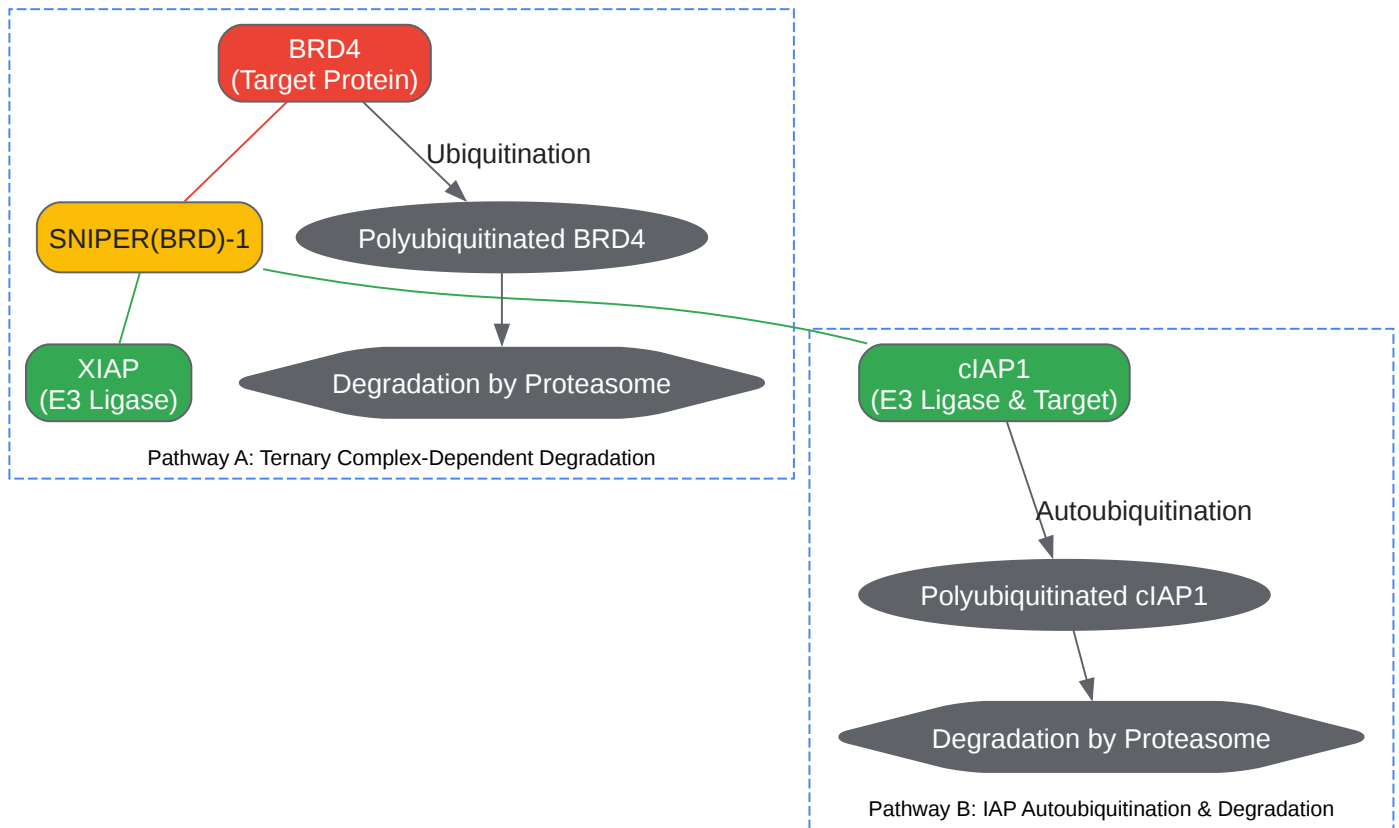 BRD4
(Target Protein)
Ubiquitination
SNIPER(BRD)-1
Polyubiquitinated BRD4
XIAP
(E3 Ligase)
Degradation by Proteasome
Pathway A: Ternary Complex-Dependent Degradation
cIAP1
(E3 Ligase & Target)
Autoubiquitination
Polyubiquitinated cIAP1
Degradation by Proteasome
Pathway B: IAP Autoubiquitination & Degradation